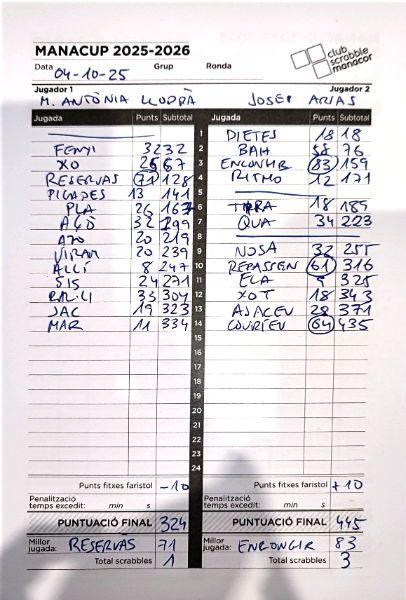 MANACUP 2025-2026
club scrabble manacor
Data 04-10-25 Grup Ronda
Jugador 1 Jugador 2
M. ANTÒNIA LLODRÀ JOSEP ARIAS
Jugada Punts Subtotal Jugada Punts Subtotal
1 DIETES 18 18
FENYI 32 32 2 BAH 58 76
XO 67 3 ENCONGIR 83 159
RESERVAS 71 128 4 RITMO 12 171
PICADES 13 141 5
PLA 26 167 6 18 189
AÇÒ 32 199 7 QUA 34 223
AZO 20 219 8
VIRAM 20 239 9 NOSA 32 255
ALLÍ 8 247 10 REPASSEN 61 316
SIS 24 271 11 ELA 9 325
33 304 12 XOT 18 343
JAC 19 323 13 AJACEU 28 371
MAR 11 334 14 COURIEU 64 435
15
16
17
18
19
20
21
22
23
24
Punts fitxes faristol -10 Punts fitxes faristol +10
Penalització temps excedit: min s Penalització temps excedit: min s
PUNTUACIÓ FINAL 324 PUNTUACIÓ FINAL 445
Millor jugada: RESERVAS 71 Millor jugada: ENCONGIR 83
Total scrabbles 1 Total scrabbles 3